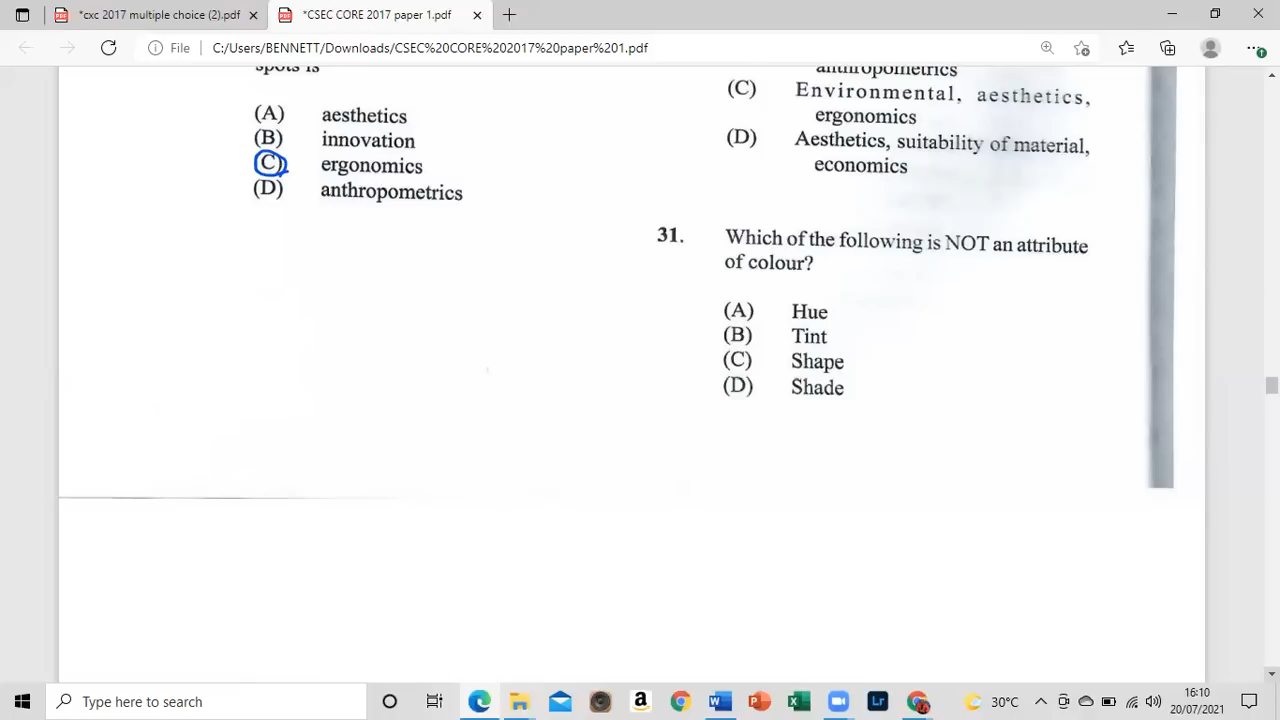 *cxc 2017 multiple choice (2).pdf
*CSEC CORE 2017 paper 1.pdf
File
C:/Users/BENNETT/Downloads/CSEC%20CORE%202017%20paper%201.pdf
spots is
(A) aesthetics
(B) innovation
(C) ergonomics
(D) anthropometrics
anthropometrics
(C) Environmental, aesthetics,
ergonomics
(D) Aesthetics, suitability of material,
economics
31. Which of the following is NOT an attribute
of colour?
(A) Hue
(B) Tint
(C) Shape
(D) Shade
Type here to search
30°C
16:10
20/07/2021